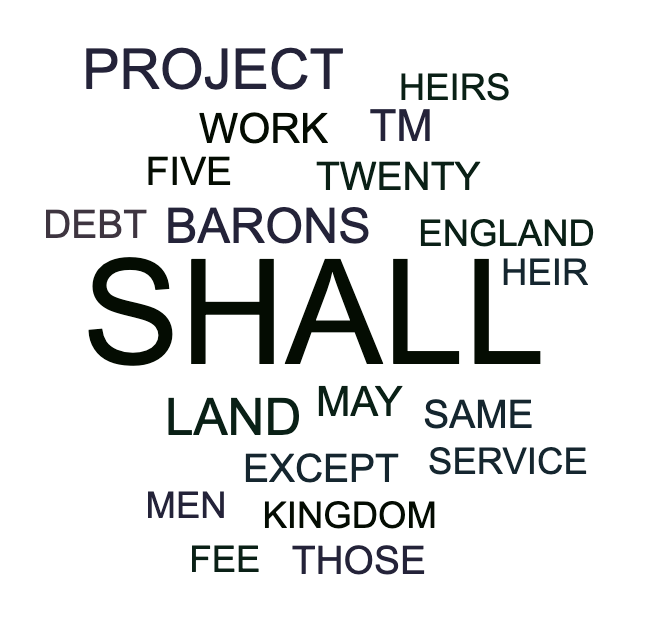 PROJECT
HEIRS
WORK TM
FIVE TWENTY
DEBT BARONS ENGLAND
SHALL HEIR
LAND MAY SAME
EXCEPT SERVICE
MEN KINGDOM
FEE THOSE